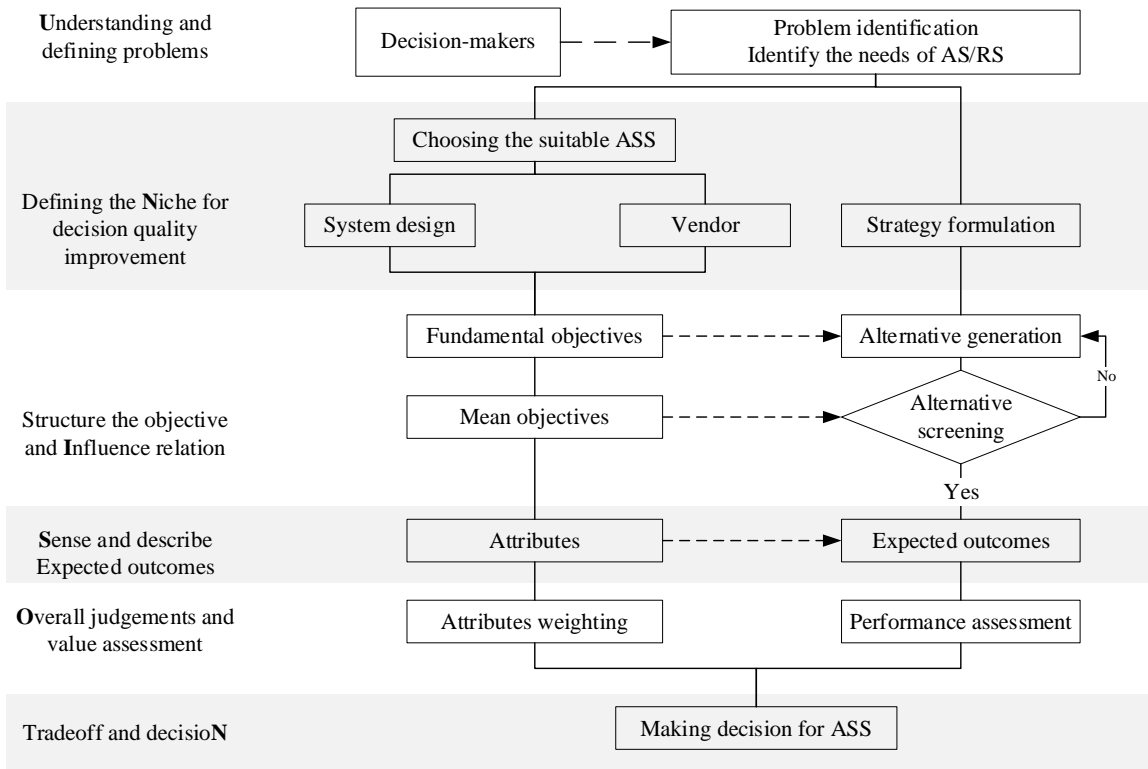 Understanding and
defining problems
Decision-makers
Problem identification
Identify the needs of AS/RS
Choosing the suitable ASS
Defining the Niche for
decision quality
improvement
System design
Vendor
Strategy formulation
Fundamental objectives
Alternative generation
No
Structure the objective
and Influence relation
Mean objectives
Alternative
screening
Yes
Sense and describe
Expected outcomes
Attributes
Expected outcomes
Overall judgements and
value assessment
Attributes weighting
Performance assessment
Tradeoff and decisioN
Making decision for ASS